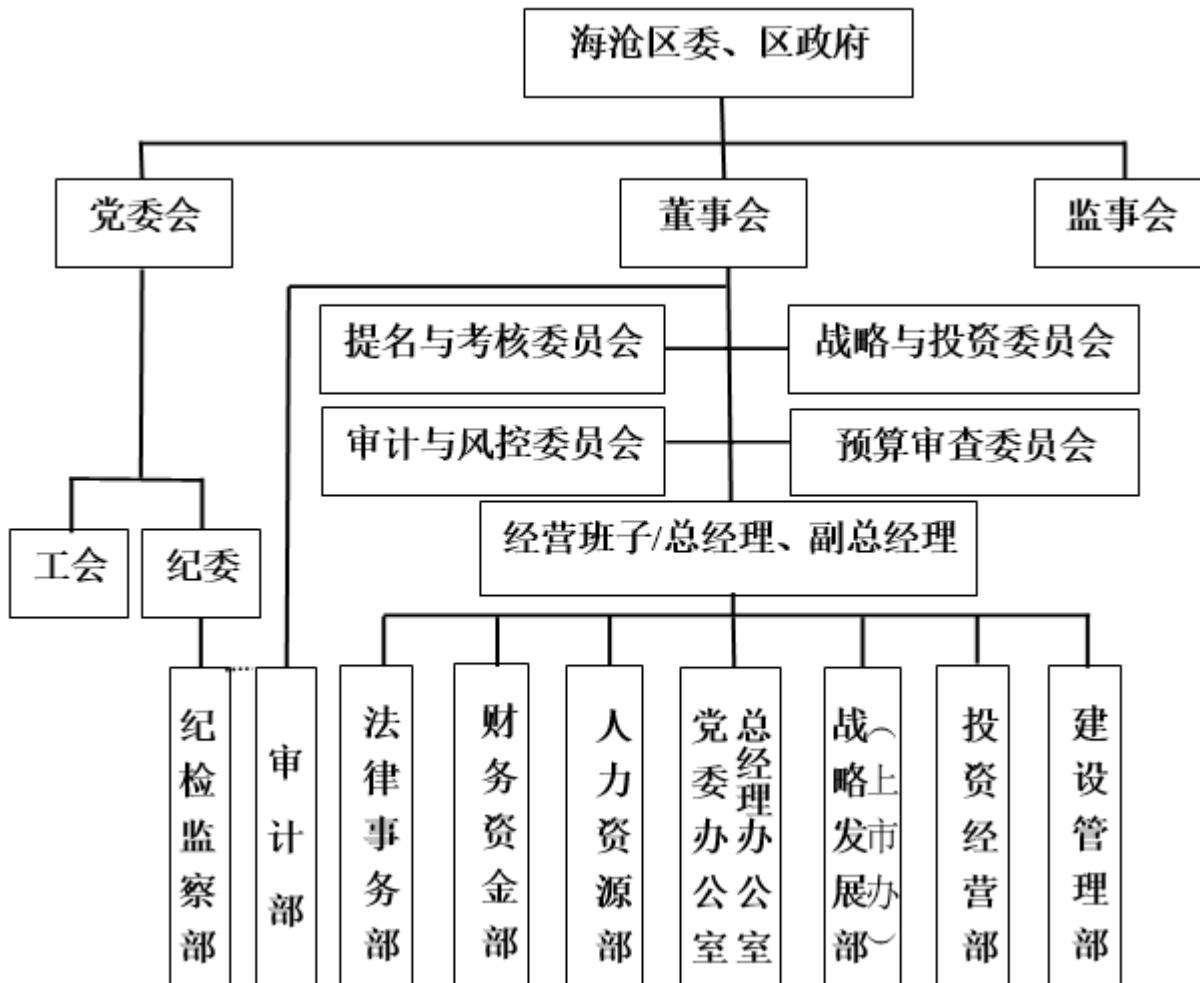 海沧区委、区政府
党委会
董事会
监事会
提名与考核委员会
战略与投资委员会
审计与风控委员会
预算审查委员会
经营班子/总经理、副总经理
工会
纪委
纪检监察部
审计部
法律事务部
财务资金部
人力资源部
党委办公室
总经理办公室
战略发展部
（上市办）
投资经营部
建设管理部